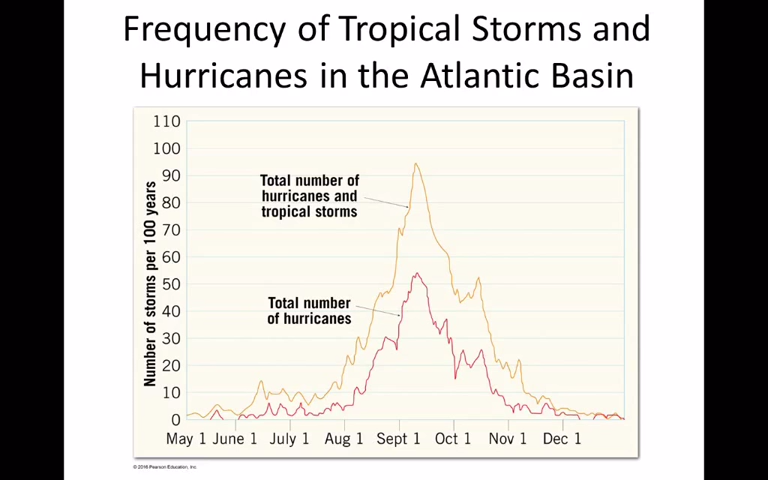 Frequency of Tropical Storms and
Hurricanes in the Atlantic Basin
110
100
90
80
70
60
50
40
30
20
10
0
Number of storms per 100 years
Total number of
hurricanes and
tropical storms
Total number
of hurricanes
May 1 June 1 July 1 Aug 1 Sept 1 Oct 1 Nov 1 Dec 1
© 2016 Pearson Education, Inc.